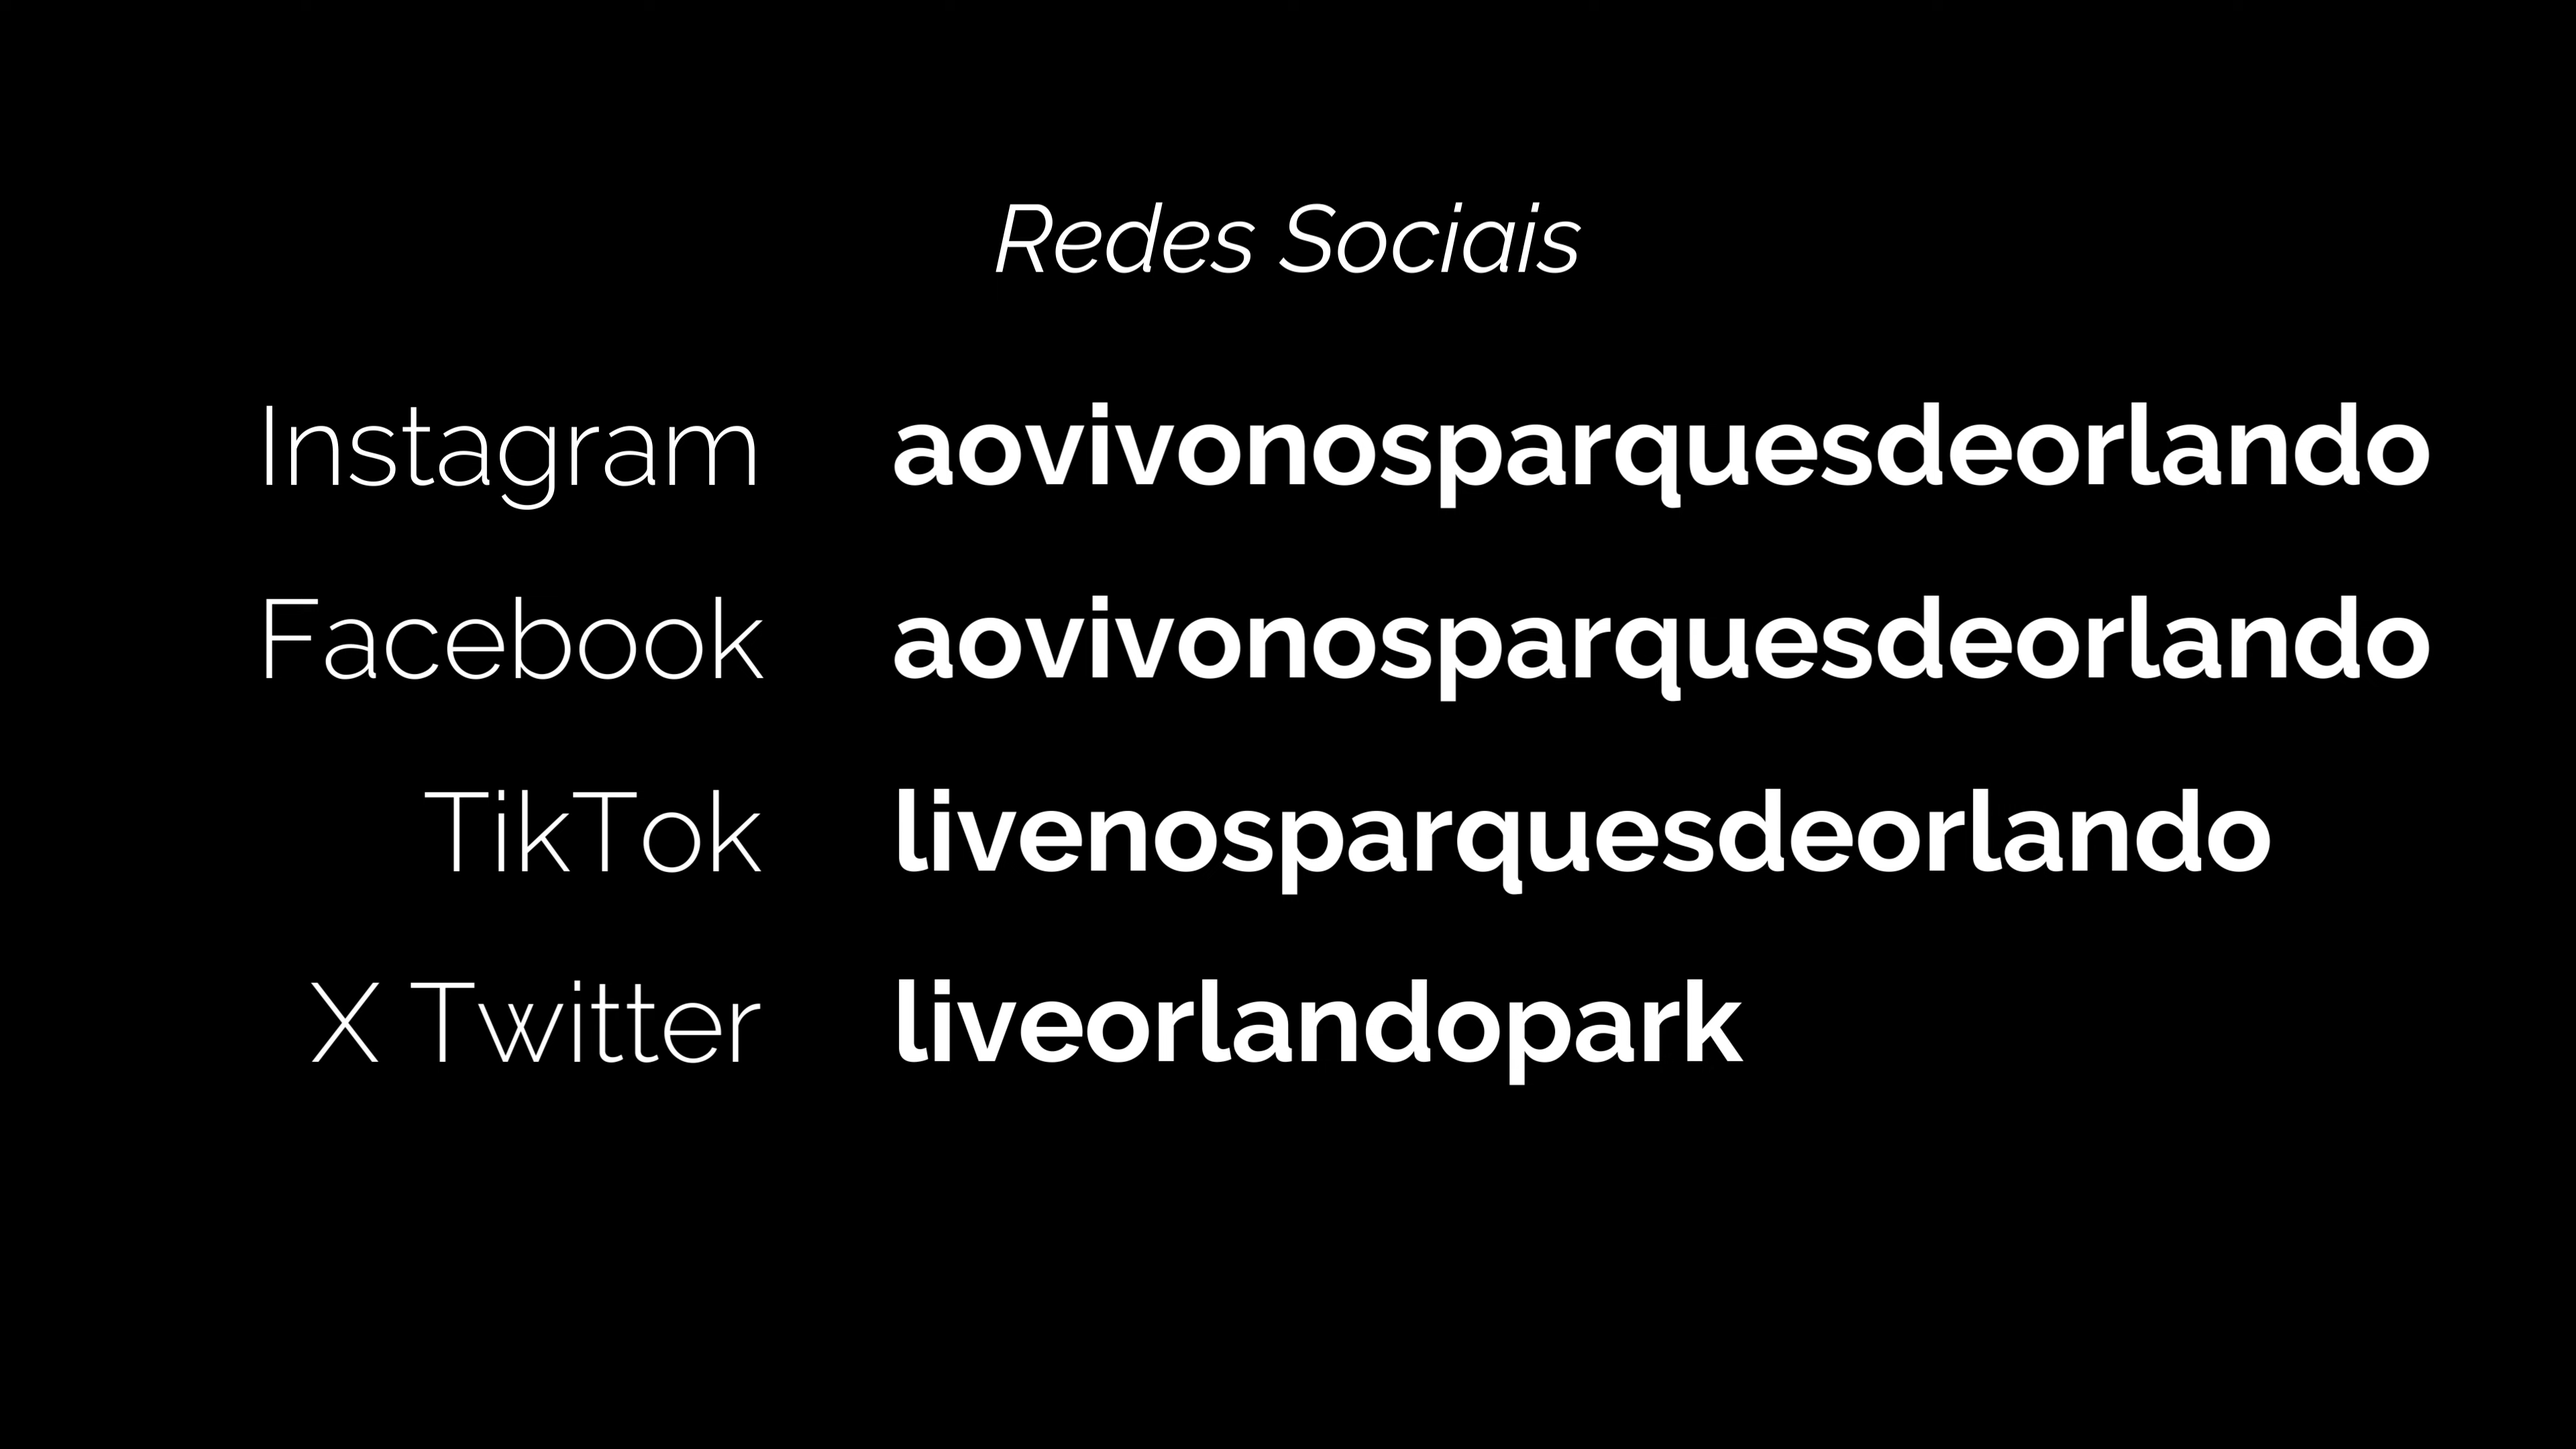 Redes Sociais
Instagram aovivonosparquesdeorlando
Facebook aovivonosparquesdeorlando
TikTok livenosparquesdeorlando
X Twitter liveorlandopark